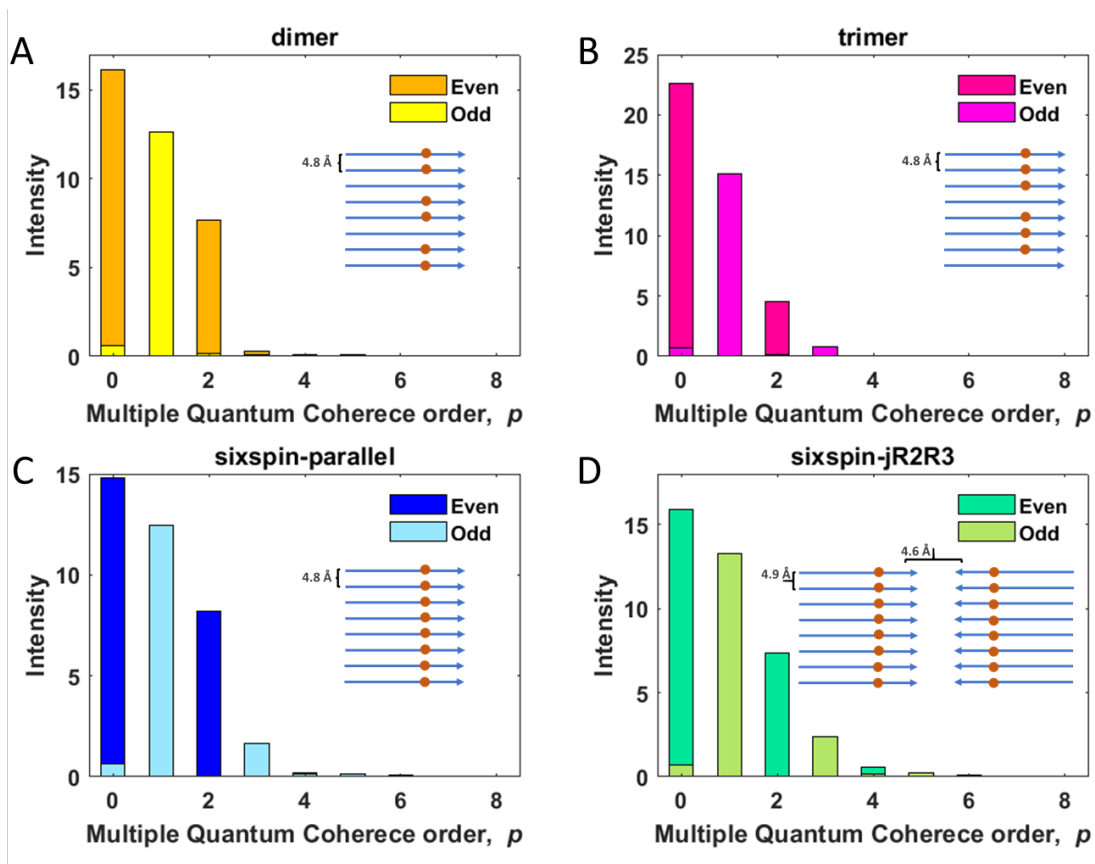 A
dimer
Even
Odd
4.8 Å
Intensity
15
10
5
0
0 2 4 6 8
Multiple Quantum Coherece order, p
B
trimer
Even
Odd
4.8 Å
Intensity
25
20
15
10
5
0
0 2 4 6 8
Multiple Quantum Coherece order, p
C
sixspin-parallel
Even
Odd
4.8 Å
Intensity
15
10
5
0
0 2 4 6 8
Multiple Quantum Coherece order, p
D
sixspin-jR2R3
Even
Odd
4.6 Å
4.9 Å
Intensity
15
10
5
0
0 2 4 6 8
Multiple Quantum Coherece order, p